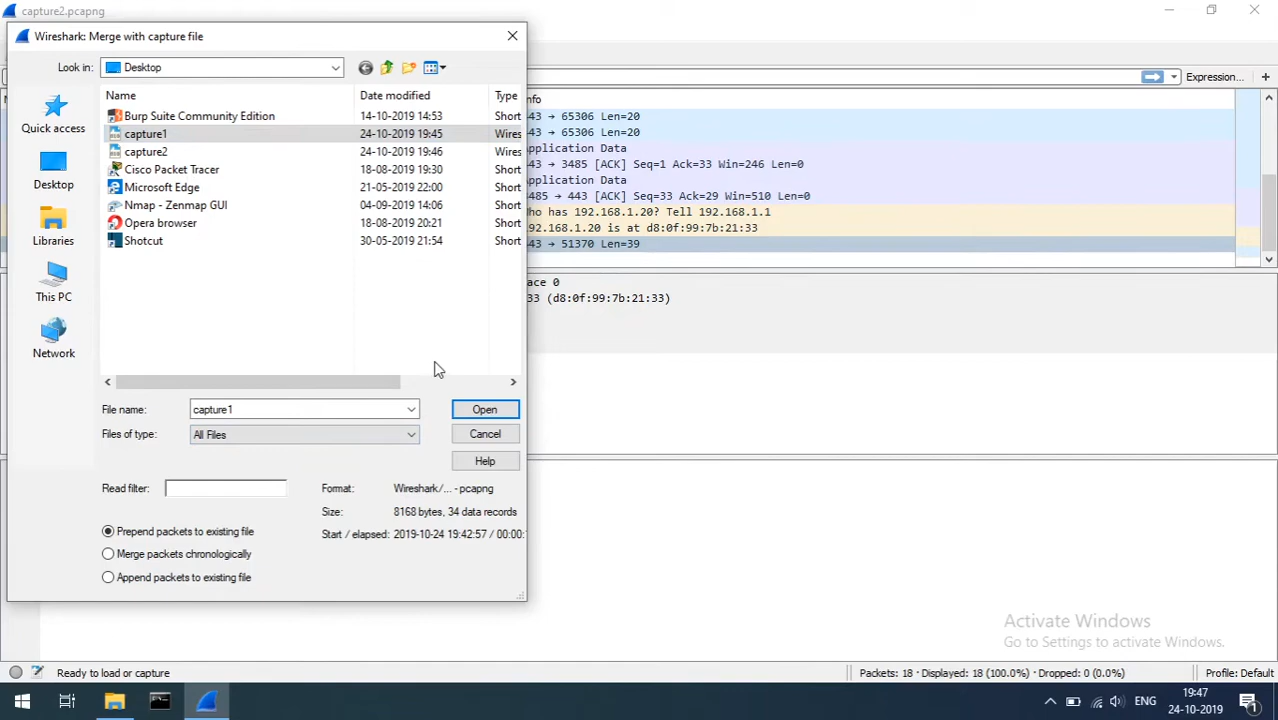 capture2.pcapng
Wireshark: Merge with capture file
Look in: Desktop
Expression... +
Name Date modified Type
Burp Suite Community Edition 14-10-2019 14:53 Short
capture1 24-10-2019 19:45 Wires
capture2 24-10-2019 19:46 Wires
Cisco Packet Tracer 18-08-2019 19:30 Short
Microsoft Edge 21-05-2019 22:00 Short
Nmap - Zenmap GUI 04-09-2019 14:06 Short
Opera browser 18-08-2019 20:21 Short
Shotcut 30-05-2019 21:54 Short
Quick access
Desktop
Libraries
This PC
Network
nfo
43 → 65306 Len=20
43 → 65306 Len=20
pplication Data
43 → 3485 [ACK] Seq=1 Ack=33 Win=246 Len=0
pplication Data
485 → 443 [ACK] Seq=33 Ack=29 Win=510 Len=0
ho has 192.168.1.20? Tell 192.168.1.1
92.168.1.20 is at d8:0f:99:7b:21:33
43 → 51370 Len=39
ace 0
33 (d8:0f:99:7b:21:33)
File name: capture1 Open
Files of type: All Files Cancel
Help
Read filter: Format: Wireshark/... - pcapng
Size: 8168 bytes, 34 data records
Start / elapsed: 2019-10-24 19:42:57 / 00:00:
Prepend packets to existing file
Merge packets chronologically
Append packets to existing file
Activate Windows
Go to Settings to activate Windows.
Ready to load or capture Packets: 18 · Displayed: 18 (100.0%) · Dropped: 0 (0.0%) Profile: Default
ENG 19:47
24-10-2019
1